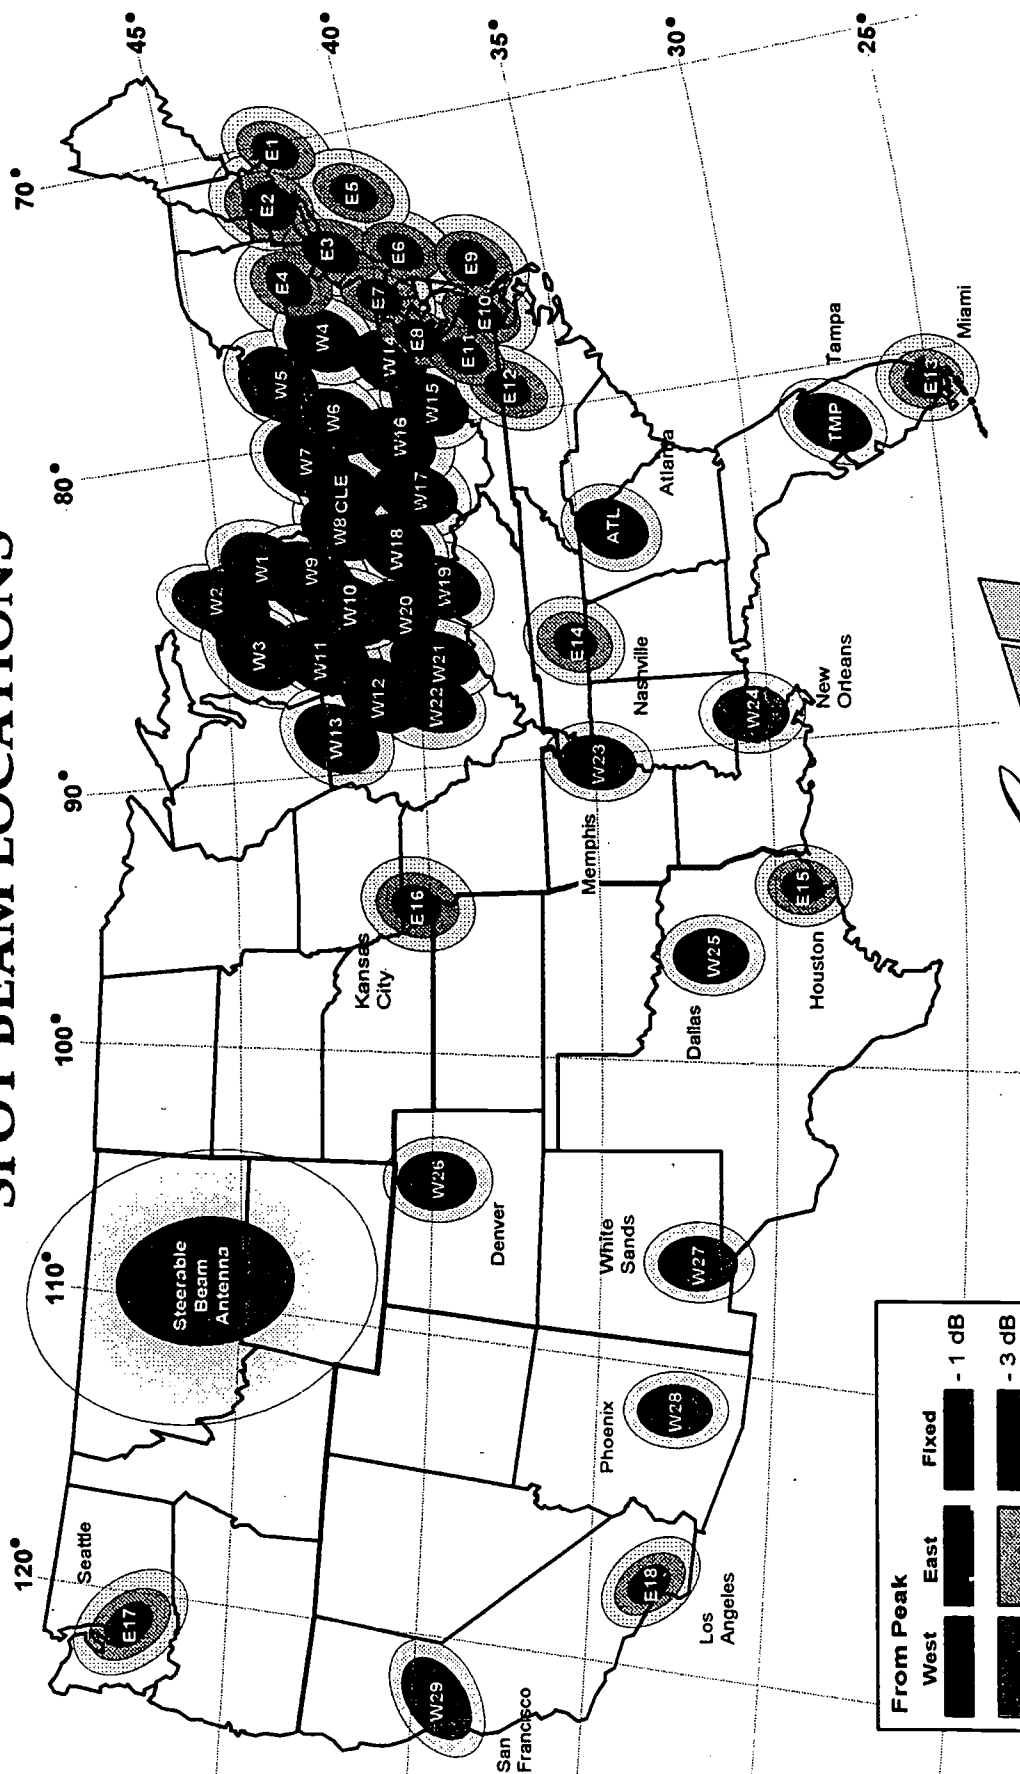 SPOT BEAM LOCATIONS
120°
110°
100°
90°
80°
70°
45°
40°
35°
30°
25°
Seattle
E17
Steerable
Beam
Antenna
San
Francisco
W29
Los
Angeles
E18
Phoenix
W28
White
Sands
W27
Denver
W26
Kansas
City
E16
Dallas
W25
Houston
E15
Memphis
W23
New
Orleans
W24
Nashville
E14
Atlanta
ATL
Tampa
TMP
Miami
E13
W13
W12
W22
W21
W11
W3
W2
W1
W9
W10
W20
W19
W18
W8
CLE
W17
W7
W6
W16
W15
W5
W4
W14
E4
E3
E7
E8
E11
E12
E10
E9
E6
E5
E2
E1
From Peak
West
East
Fixed
- 1 dB
- 3 dB